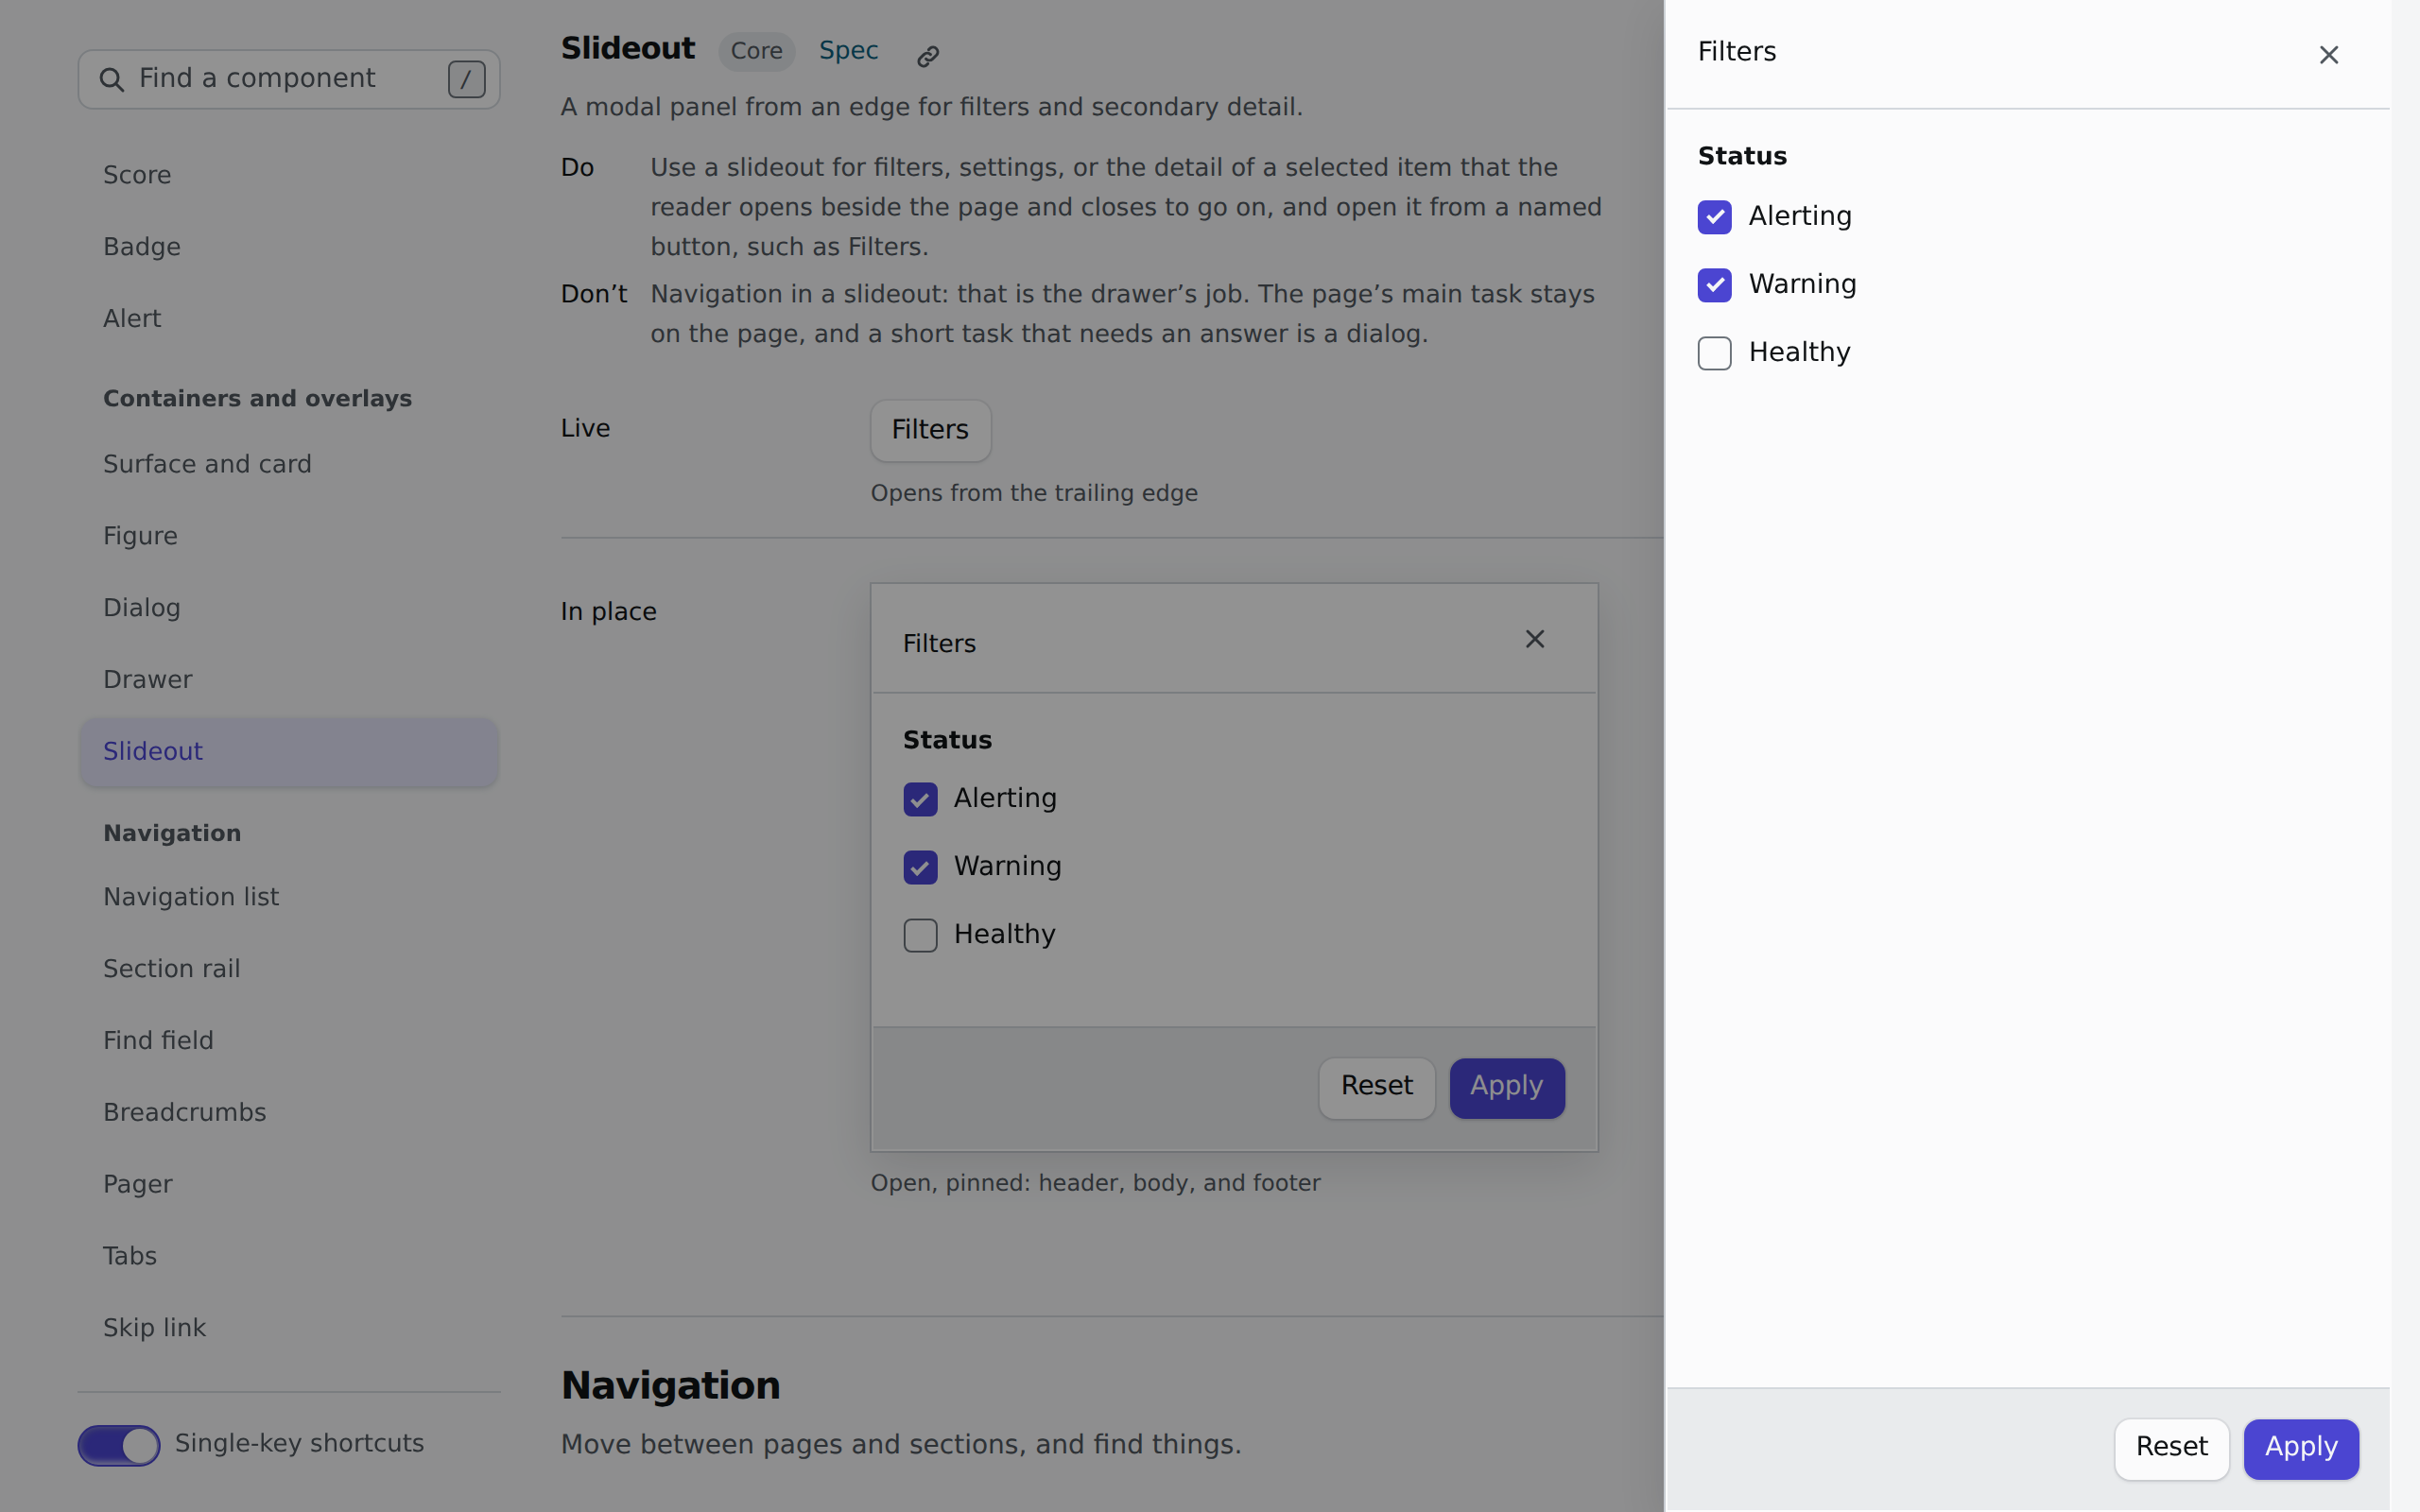 Find a component
/
Score
Badge
Alert
Containers and overlays
Surface and card
Figure
Dialog
Drawer
Slideout
Navigation
Navigation list
Section rail
Find field
Breadcrumbs
Pager
Tabs
Skip link
Single-key shortcuts
Slideout
Core
Spec
A modal panel from an edge for filters and secondary detail.
Do
Use a slideout for filters, settings, or the detail of a selected item that the
reader opens beside the page and closes to go on, and open it from a named
button, such as Filters.
Don’t
Navigation in a slideout: that is the drawer’s job. The page’s main task stays
on the page, and a short task that needs an answer is a dialog.
Live
Filters
Opens from the trailing edge
In place
Filters
Status
Alerting
Warning
Healthy
Reset
Apply
Open, pinned: header, body, and footer
Navigation
Move between pages and sections, and find things.
Filters
Status
Alerting
Warning
Healthy
Reset
Apply